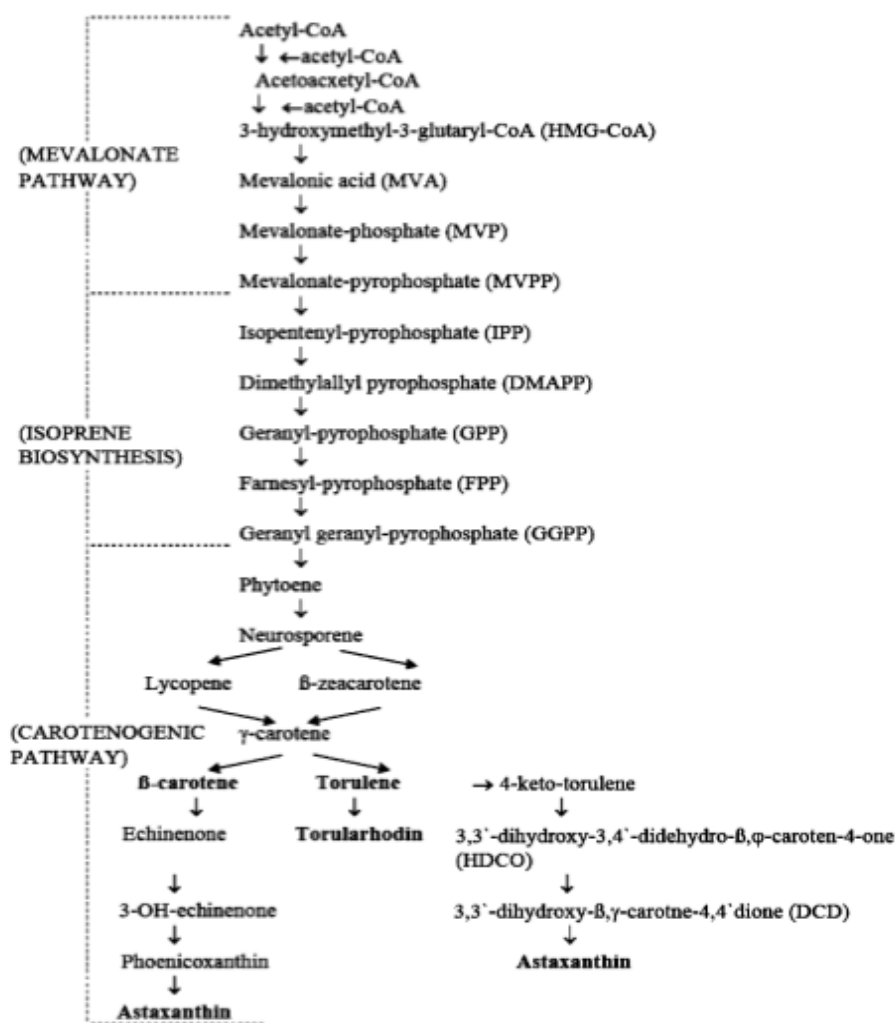 Acetyl-CoA
↓ ←acetyl-CoA
Acetoacxetyl-CoA
↓ ←acetyl-CoA
3-hydroxymethyl-3-glutaryl-CoA (HMG-CoA)
(MEVALONATE
PATHWAY)
↓
Mevalonic acid (MVA)
↓
Mevalonate-phosphate (MVP)
↓
Mevalonate-pyrophosphate (MVPP)
↓
Isopentenyl-pyrophosphate (IPP)
↓
Dimethylallyl pyrophosphate (DMAPP)
↓
(ISOPRENE
BIOSYNTHESIS)
Geranyl-pyrophosphate (GPP)
↓
Farnesyl-pyrophosphate (FPP)
↓
Geranyl geranyl-pyrophosphate (GGPP)
↓
Phytoene
↓
Neurosporene
Lycopene ß-zeacarotene
(CAROTENOGENIC
PATHWAY)
γ-carotene
ß-carotene Torulene → 4-keto-torulene
↓ ↓ ↓
Echinenone Torularhodin 3,3`-dihydroxy-3,4`-didehydro-ß,φ-caroten-4-one
(HDCO)
↓ ↓
3-OH-echinenone 3,3`-dihydroxy-ß,γ-carotne-4,4`dione (DCD)
↓ ↓
Phoenicoxanthin Astaxanthin
↓
Astaxanthin